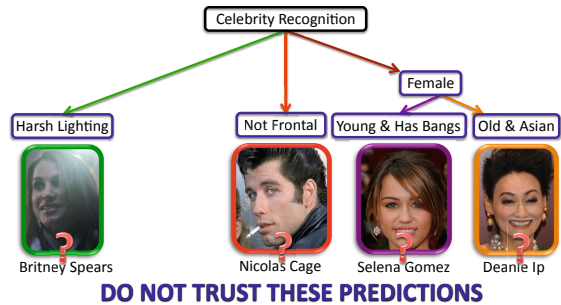 Celebrity Recognition
Female
Harsh Lighting
Not Frontal
Young & Has Bangs
Old & Asian
?
?
?
?
Britney Spears
Nicolas Cage
Selena Gomez
Deanie Ip
DO NOT TRUST THESE PREDICTIONS